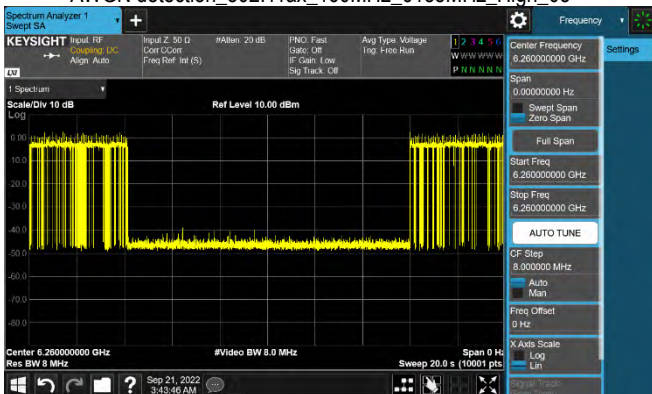 Spectrum Analyzer 1
Swept SA
+
Frequency
KEYSIGHT
Input: RF
Coupling: DC
Align: Auto
Input Z: 50 Ω
Corr CCorr
Freq Ref: Int (S)
#Atten: 20 dB
PNO: Fast
Gate: Off
IF Gain: Low
Sig Track: Off
Avg Type: Voltage
Trig: Free Run
1 2 3 4 5 6
W W W W W W
P N N N N N
LXI
1 Spectrum
Scale/Div 10 dB
Ref Level 10.00 dBm
Log
0.00
-10.0
-20.0
-30.0
-40.0
-50.0
-60.0
-70.0
-80.0
Center 6.260000000 GHz
#Video BW 8.0 MHz
Span 0 Hz
Res BW 8 MHz
Sweep 20.0 s (10001 pts
Center Frequency
6.260000000 GHz
Settings
Span
0.00000000 Hz
Swept Span
Zero Span
Full Span
Start Freq
6.260000000 GHz
Stop Freq
6.260000000 GHz
AUTO TUNE
CF Step
8.000000 MHz
Auto
Man
Freq Offset
0 Hz
X Axis Scale
Log
Lin
Signal Track
?
Sep 21, 2022
3:43:46 AM